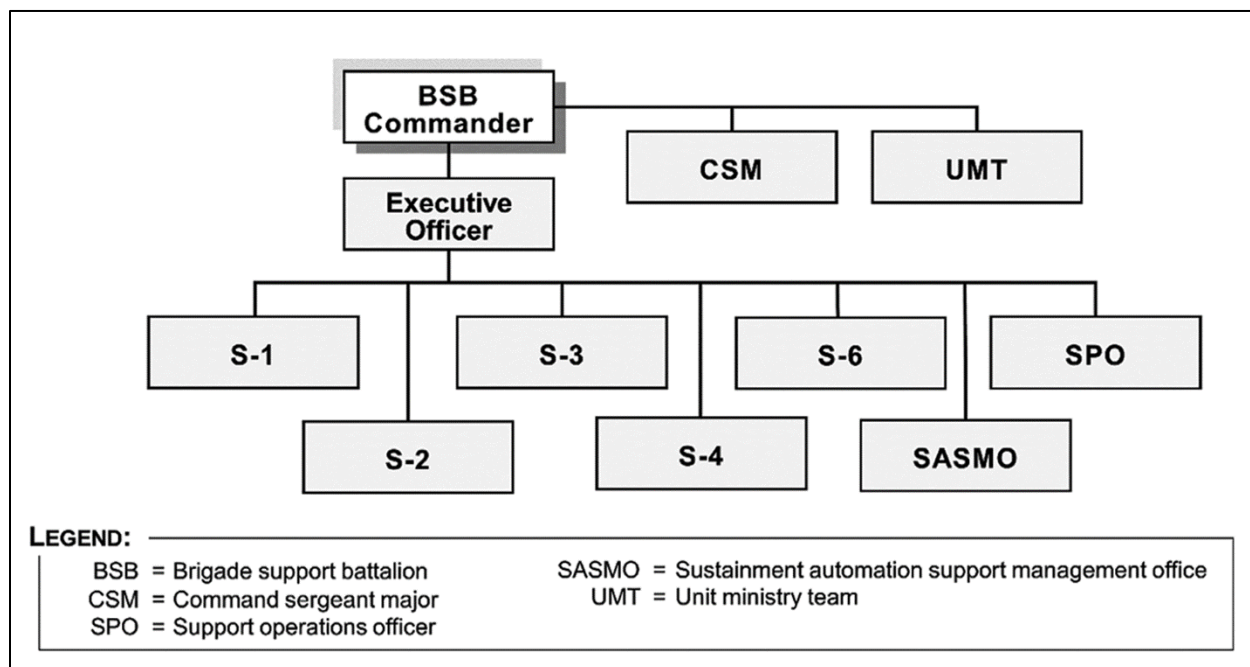 BSB
Commander
CSM
UMT
Executive
Officer
S-1
S-3
S-6
SPO
S-2
S-4
SASMO
LEGEND:
BSB = Brigade support battalion
CSM = Command sergeant major
SPO = Support operations officer
SASMO = Sustainment automation support management office
UMT = Unit ministry team